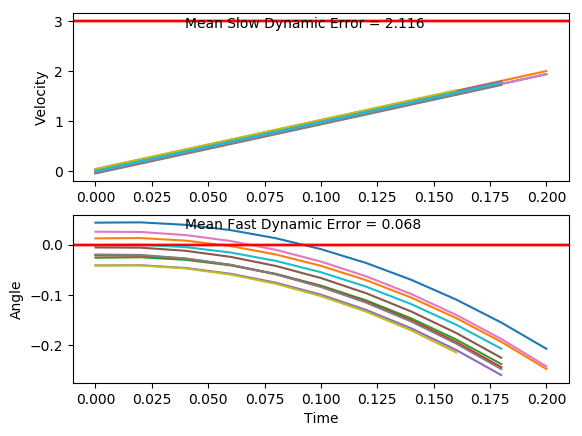 Mean Slow Dynamic Error = 2.116
3
2
1
0
Velocity
0.000 0.025 0.050 0.075 0.100 0.125 0.150 0.175 0.200
Mean Fast Dynamic Error = 0.068
0.0
−0.1
−0.2
Angle
0.000 0.025 0.050 0.075 0.100 0.125 0.150 0.175 0.200
Time